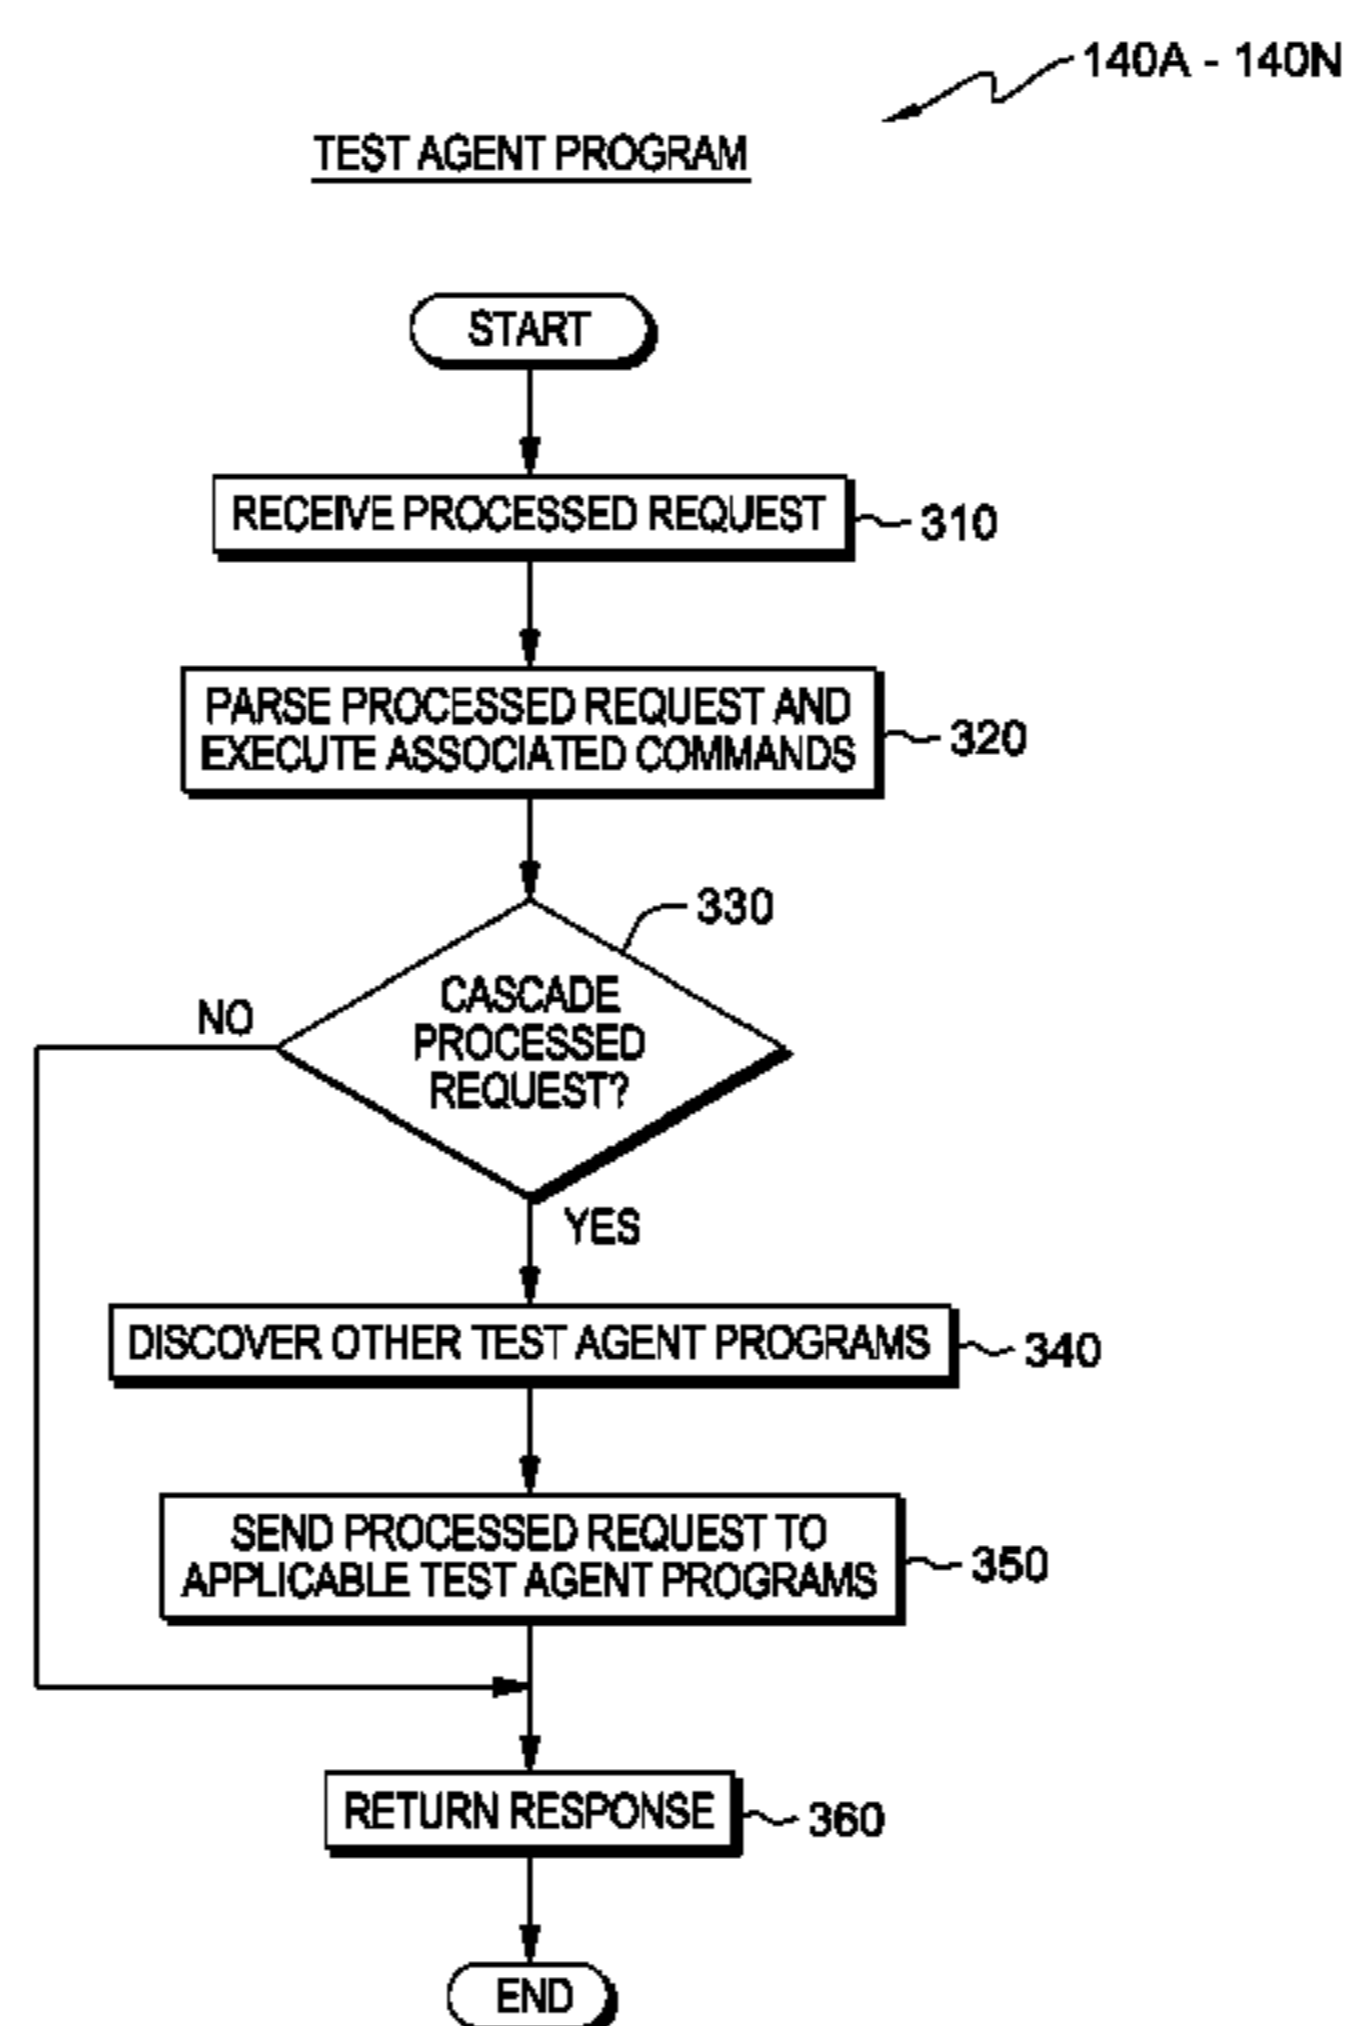 140A - 140N
TEST AGENT PROGRAM
START
RECEIVE PROCESSED REQUEST
310
PARSE PROCESSED REQUEST AND
EXECUTE ASSOCIATED COMMANDS
320
330
CASCADE
PROCESSED
REQUEST?
NO
YES
DISCOVER OTHER TEST AGENT PROGRAMS
340
SEND PROCESSED REQUEST TO
APPLICABLE TEST AGENT PROGRAMS
350
RETURN RESPONSE
360
END